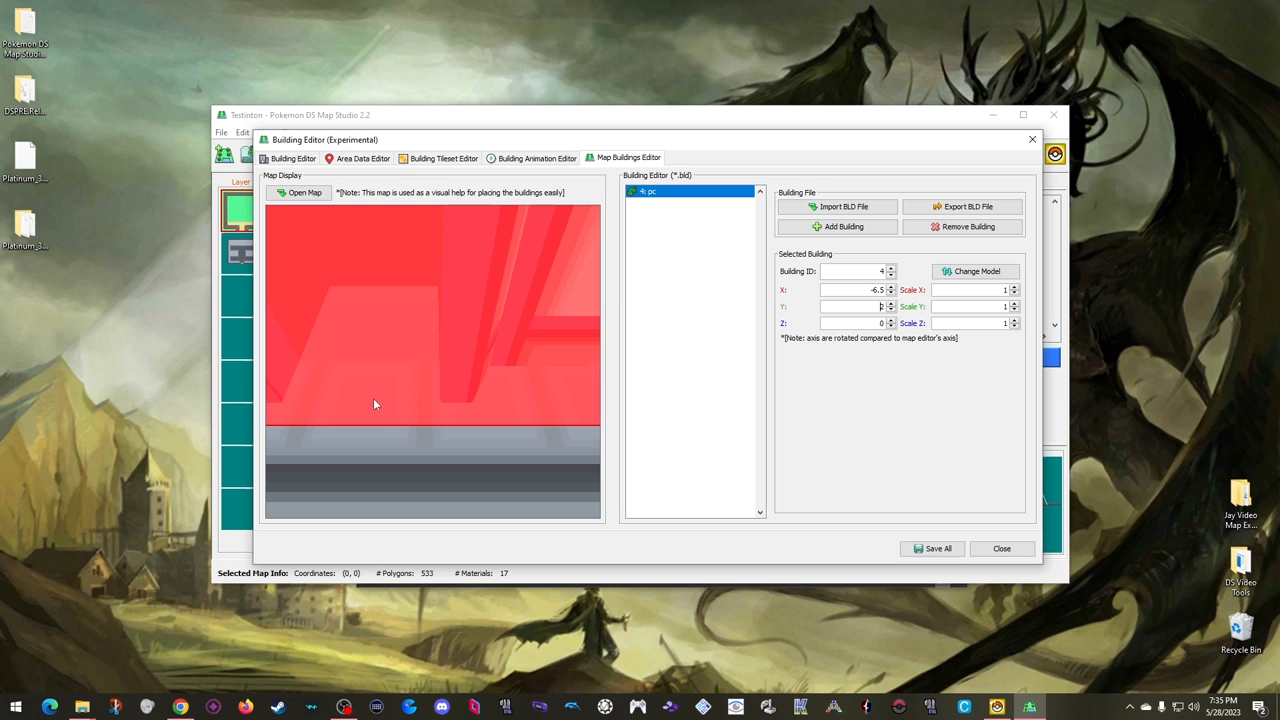 Pokemon DS
Map Studi...
DSPRE.Rel...
Platinum_3...
Platinum_3...
Testinton - Pokemon DS Map Studio 2.2
File Edit
Building Editor (Experimental)
Building Editor Area Data Editor Building Tileset Editor Building Animation Editor Map Buildings Editor
Map Display
Open Map *[Note: This map is used as a visual help for placing the buildings easily]
Building Editor (*.bld)
4: pc
Building File
Import BLD File Export BLD File
Add Building Remove Building
Selected Building
Building ID: 4 Change Model
X: -6.5 Scale X: 1
Y: 2 Scale Y: 1
Z: 0 Scale Z: 1
*[Note: axis are rotated compared to map editor's axis]
Save All Close
Layer
Selected Map Info: Coordinates: (0, 0) # Polygons: 533 # Materials: 17
Jay Video
Map Ex...
DS Video
Tools
Recycle Bin
7:35 PM
5/28/2023
2